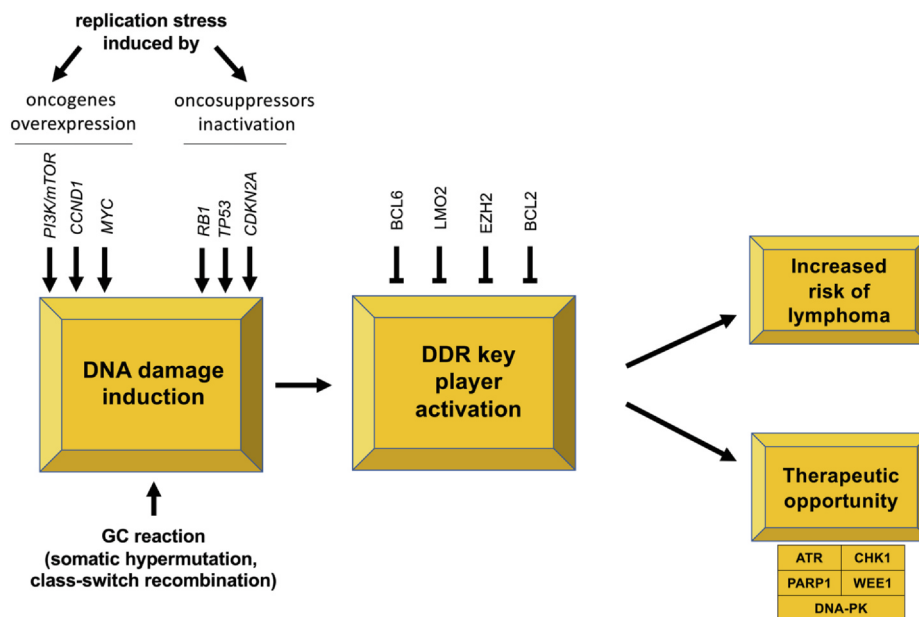 replication stress
induced by
oncogenes
overexpression
oncosuppressors
inactivation
PI3K/mTOR
CCND1
MYC
RB1
TP53
CDKN2A
BCL6
LMO2
EZH2
BCL2
DNA damage
induction
DDR key
player
activation
Increased
risk of
lymphoma
Therapeutic
opportunity
ATR CHK1
PARP1 WEE1
DNA-PK
GC reaction
(somatic hypermutation,
class-switch recombination)